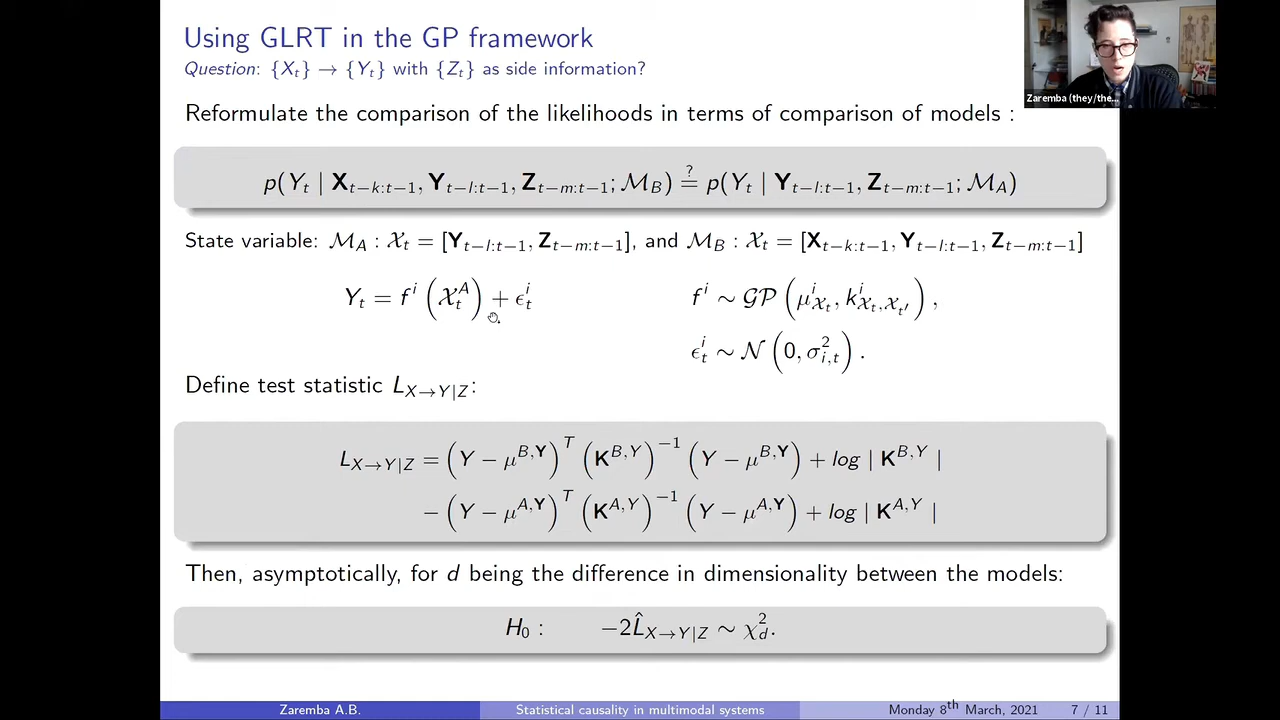 Using GLRT in the GP framework
Question: {X_t} → {Y_t} with {Z_t} as side information?
Zaremba (they/the...
Reformulate the comparison of the likelihoods in terms of comparison of models :
p(Y_t | X_{t−k:t−1}, Y_{t−l:t−1}, Z_{t−m:t−1}; M_B) ≟ p(Y_t | Y_{t−l:t−1}, Z_{t−m:t−1}; M_A)
State variable: M_A : X_t = [Y_{t−l:t−1}, Z_{t−m:t−1}], and M_B : X_t = [X_{t−k:t−1}, Y_{t−l:t−1}, Z_{t−m:t−1}]
Y_t = f^i (X_t^A) + ϵ_t^i f^i ∼ GP (μ^i_{X_t}, k^i_{X_t,X_{t'}}) ,
ϵ_t^i ∼ N (0, σ²_{i,t}) .
Define test statistic L_{X→Y|Z}:
L_{X→Y|Z} = (Y − μ^{B,Y})^T (K^{B,Y})^{−1} (Y − μ^{B,Y}) + log | K^{B,Y} |
− (Y − μ^{A,Y})^T (K^{A,Y})^{−1} (Y − μ^{A,Y}) + log | K^{A,Y} |
Then, asymptotically, for d being the difference in dimensionality between the models:
H_0 : −2L̂_{X→Y|Z} ∼ χ²_d.
Zaremba A.B. Statistical causality in multimodal systems Monday 8th March, 2021 7 / 11